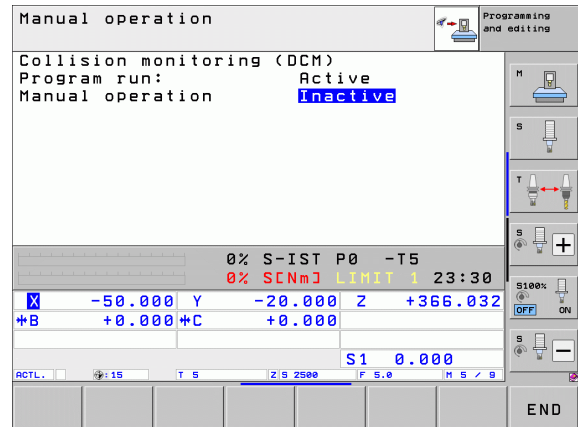 Manual operation
Programming
and editing
Collision monitoring (DCM)
Program run: Active
Manual operation Inactive
0% S-IST P0 -T5
0% S[Nm] LIMIT 1 23:30
X -50.000 Y -20.000 Z +366.032
B +0.000 C +0.000
S1 0.000
ACTL. : 15 T 5 Z S 2500 F 5.0 M 5 / 9
M
S
T
S
S100%
OFF ON
S
END